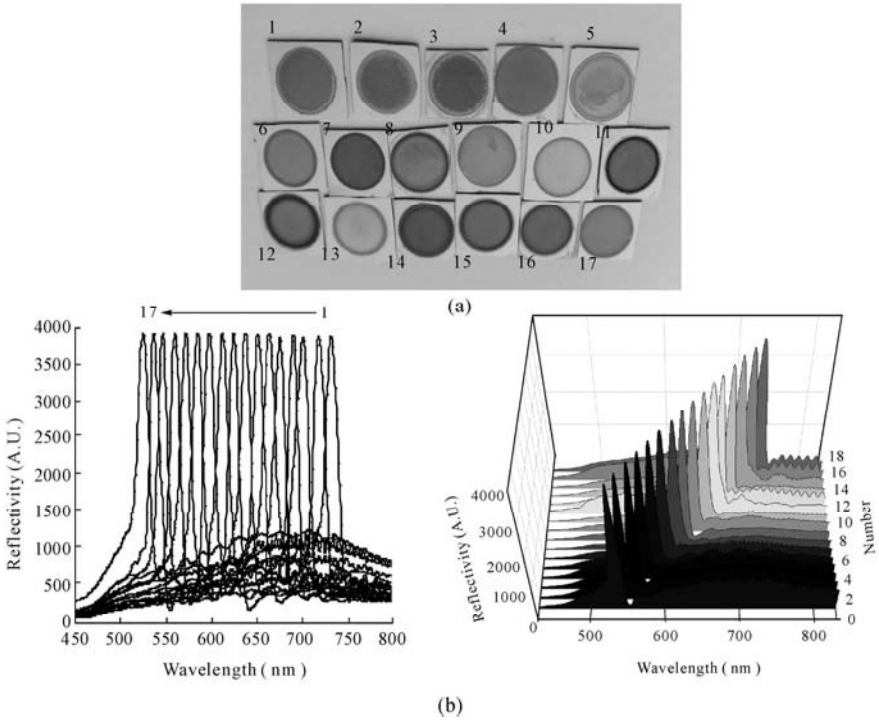 1 2 3 4 5
6 7 8 9 10 11
12 13 14 15 16 17
(a)
17 1
4000
3500
3000
2500
2000
1500
1000
500
0
Reflectivity (A.U.)
450 500 550 600 650 700 750 800
Wavelength ( nm )
4000
3000
2000
1000
0
Reflectivity (A.U.)
500 600 700 800
Wavelength ( nm )
18
16
14
12
10
8
6
4
2
0
Number
(b)